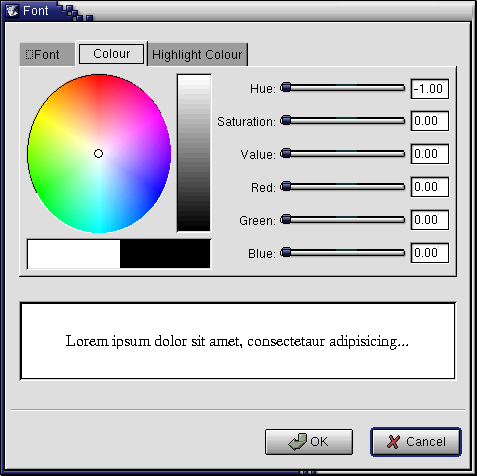 Font
Font Colour Highlight Colour
Hue: -1.00
Saturation: 0.00
Value: 0.00
Red: 0.00
Green: 0.00
Blue: 0.00
Lorem ipsum dolor sit amet, consectetaur adipisicing...
OK Cancel